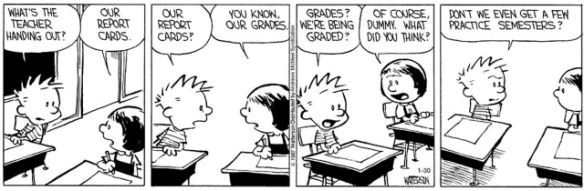 WHAT'S THE
TEACHER
HANDING OUT?
OUR
REPORT
CARDS.
OUR
REPORT
CARDS?
YOU KNOW,
OUR GRADES.
GRADES?
WE'RE BEING
GRADED?
OF COURSE,
DUMMY. WHAT
DID YOU THINK?
1-30
WATTERSON
DON'T WE EVEN GET A FEW
PRACTICE SEMESTERS?